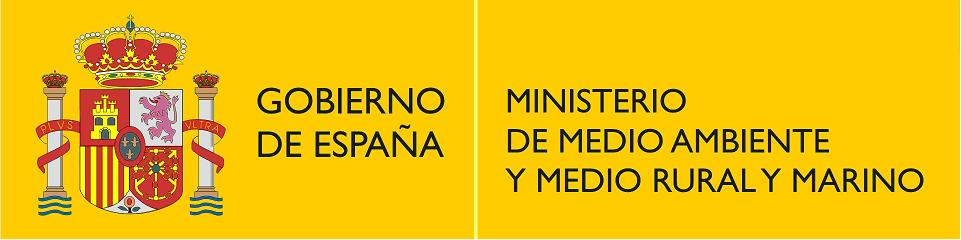 PLVS VLTRA
GOBIERNO
DE ESPAÑA
MINISTERIO
DE MEDIO AMBIENTE
Y MEDIO RURAL Y MARINO